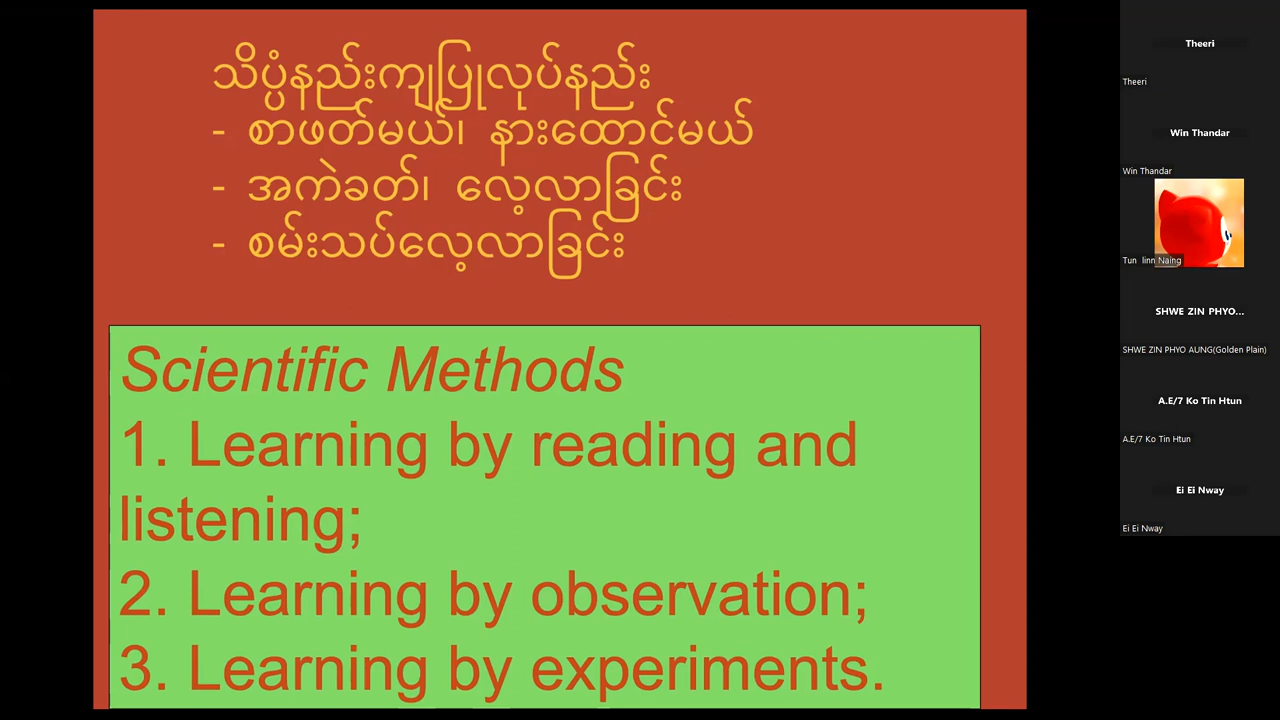 သိပ္ပံနည်းကျပြုလုပ်နည်း
- စာဖတ်မယ်၊ နားထောင်မယ်
- အကဲခတ်၊ လေ့လာခြင်း
- စမ်းသပ်လေ့လာခြင်း
Scientific Methods
1. Learning by reading and
listening;
2. Learning by observation;
3. Learning by experiments.
Theeri
Theeri
Win Thandar
Win Thandar
Tun linn Naing
SHWE ZIN PHYO...
SHWE ZIN PHYO AUNG(Golden Plain)
A.E/7 Ko Tin Htun
A.E/7 Ko Tin Htun
Ei Ei Nway
Ei Ei Nway